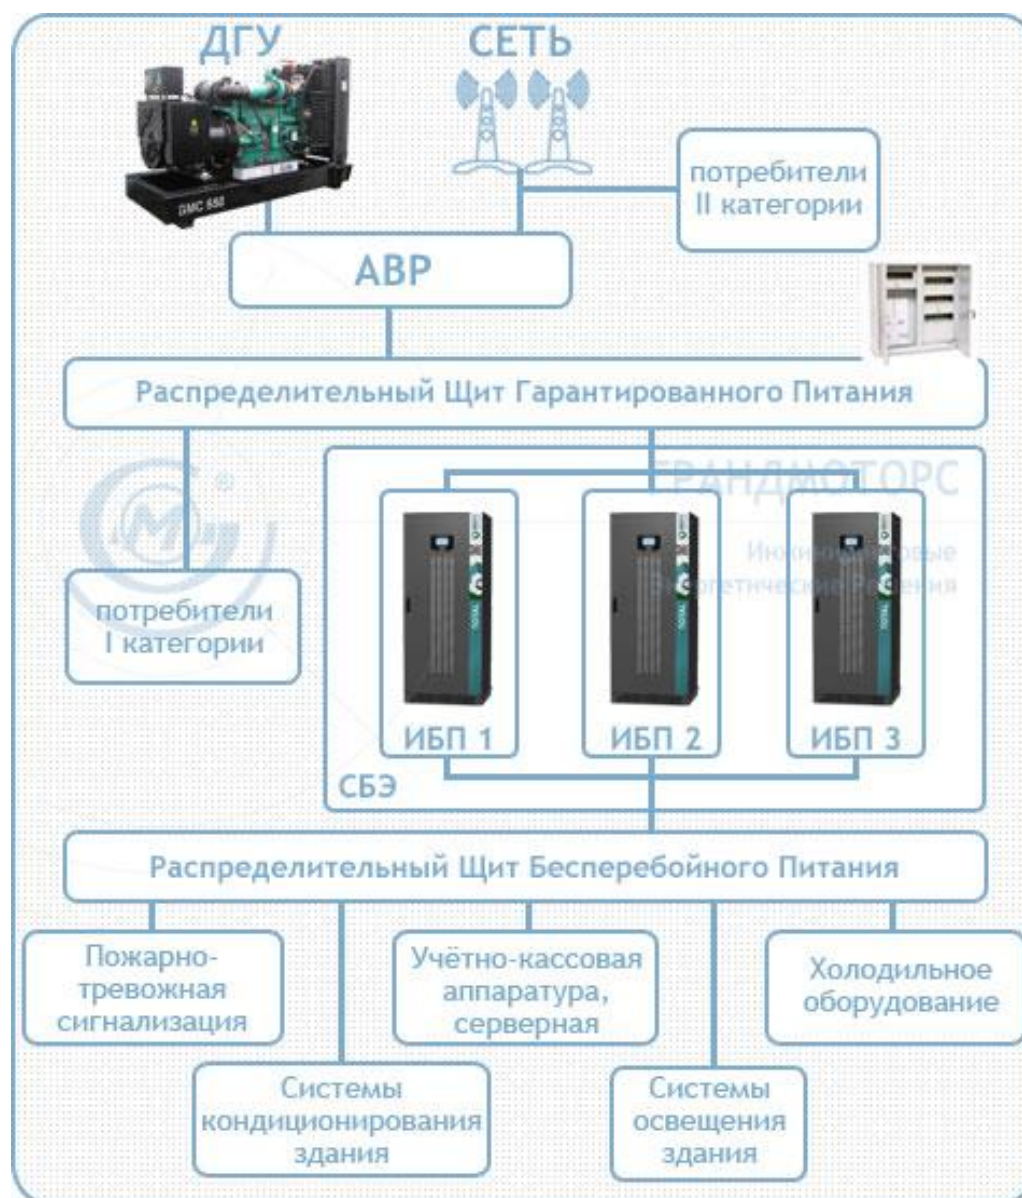 ДГУ
СЕТЬ
GMC 550
потребители
II категории
АВР
Распределительный Щит Гарантированного Питания
ГРАНДМОТОРС
®
потребители
I категории
ИБП 1
ИБП 2
ИБП 3
СБЭ
Распределительный Щит Бесперебойного Питания
Пожарно-
тревожная
сигнализация
Учётно-кассовая
аппаратура,
серверная
Холодильное
оборудование
Системы
кондиционирования
здания
Системы
освещения
здания